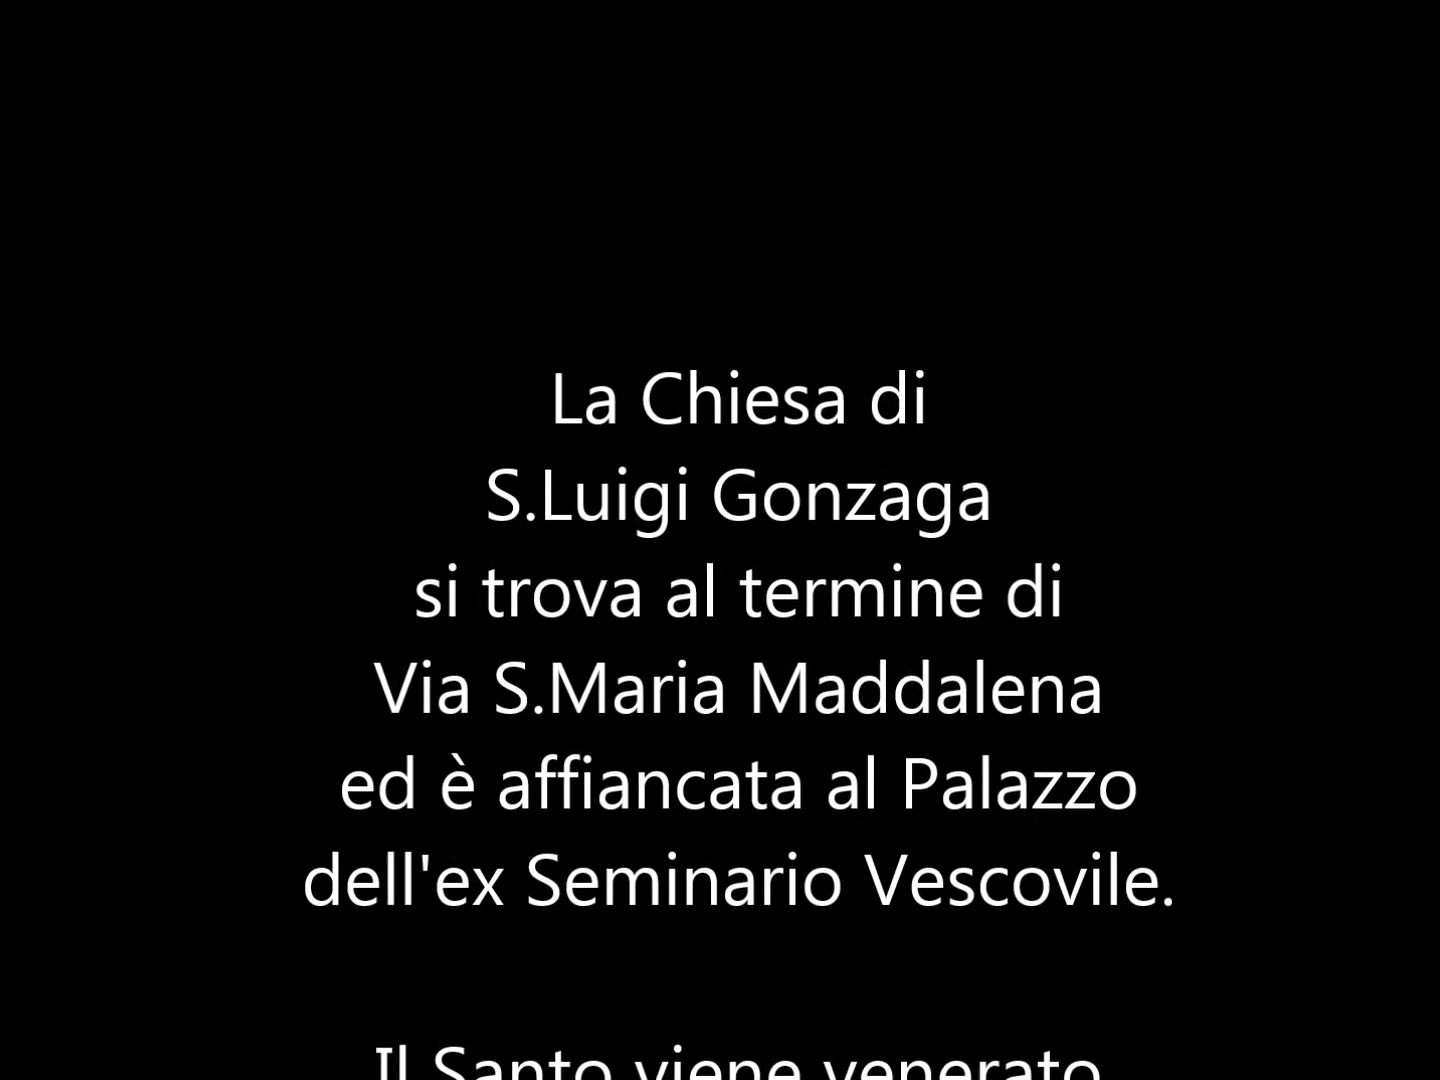 La Chiesa di
S.Luigi Gonzaga
si trova al termine di
Via S.Maria Maddalena
ed è affiancata al Palazzo
dell'ex Seminario Vescovile.
Il Santo viene venerato